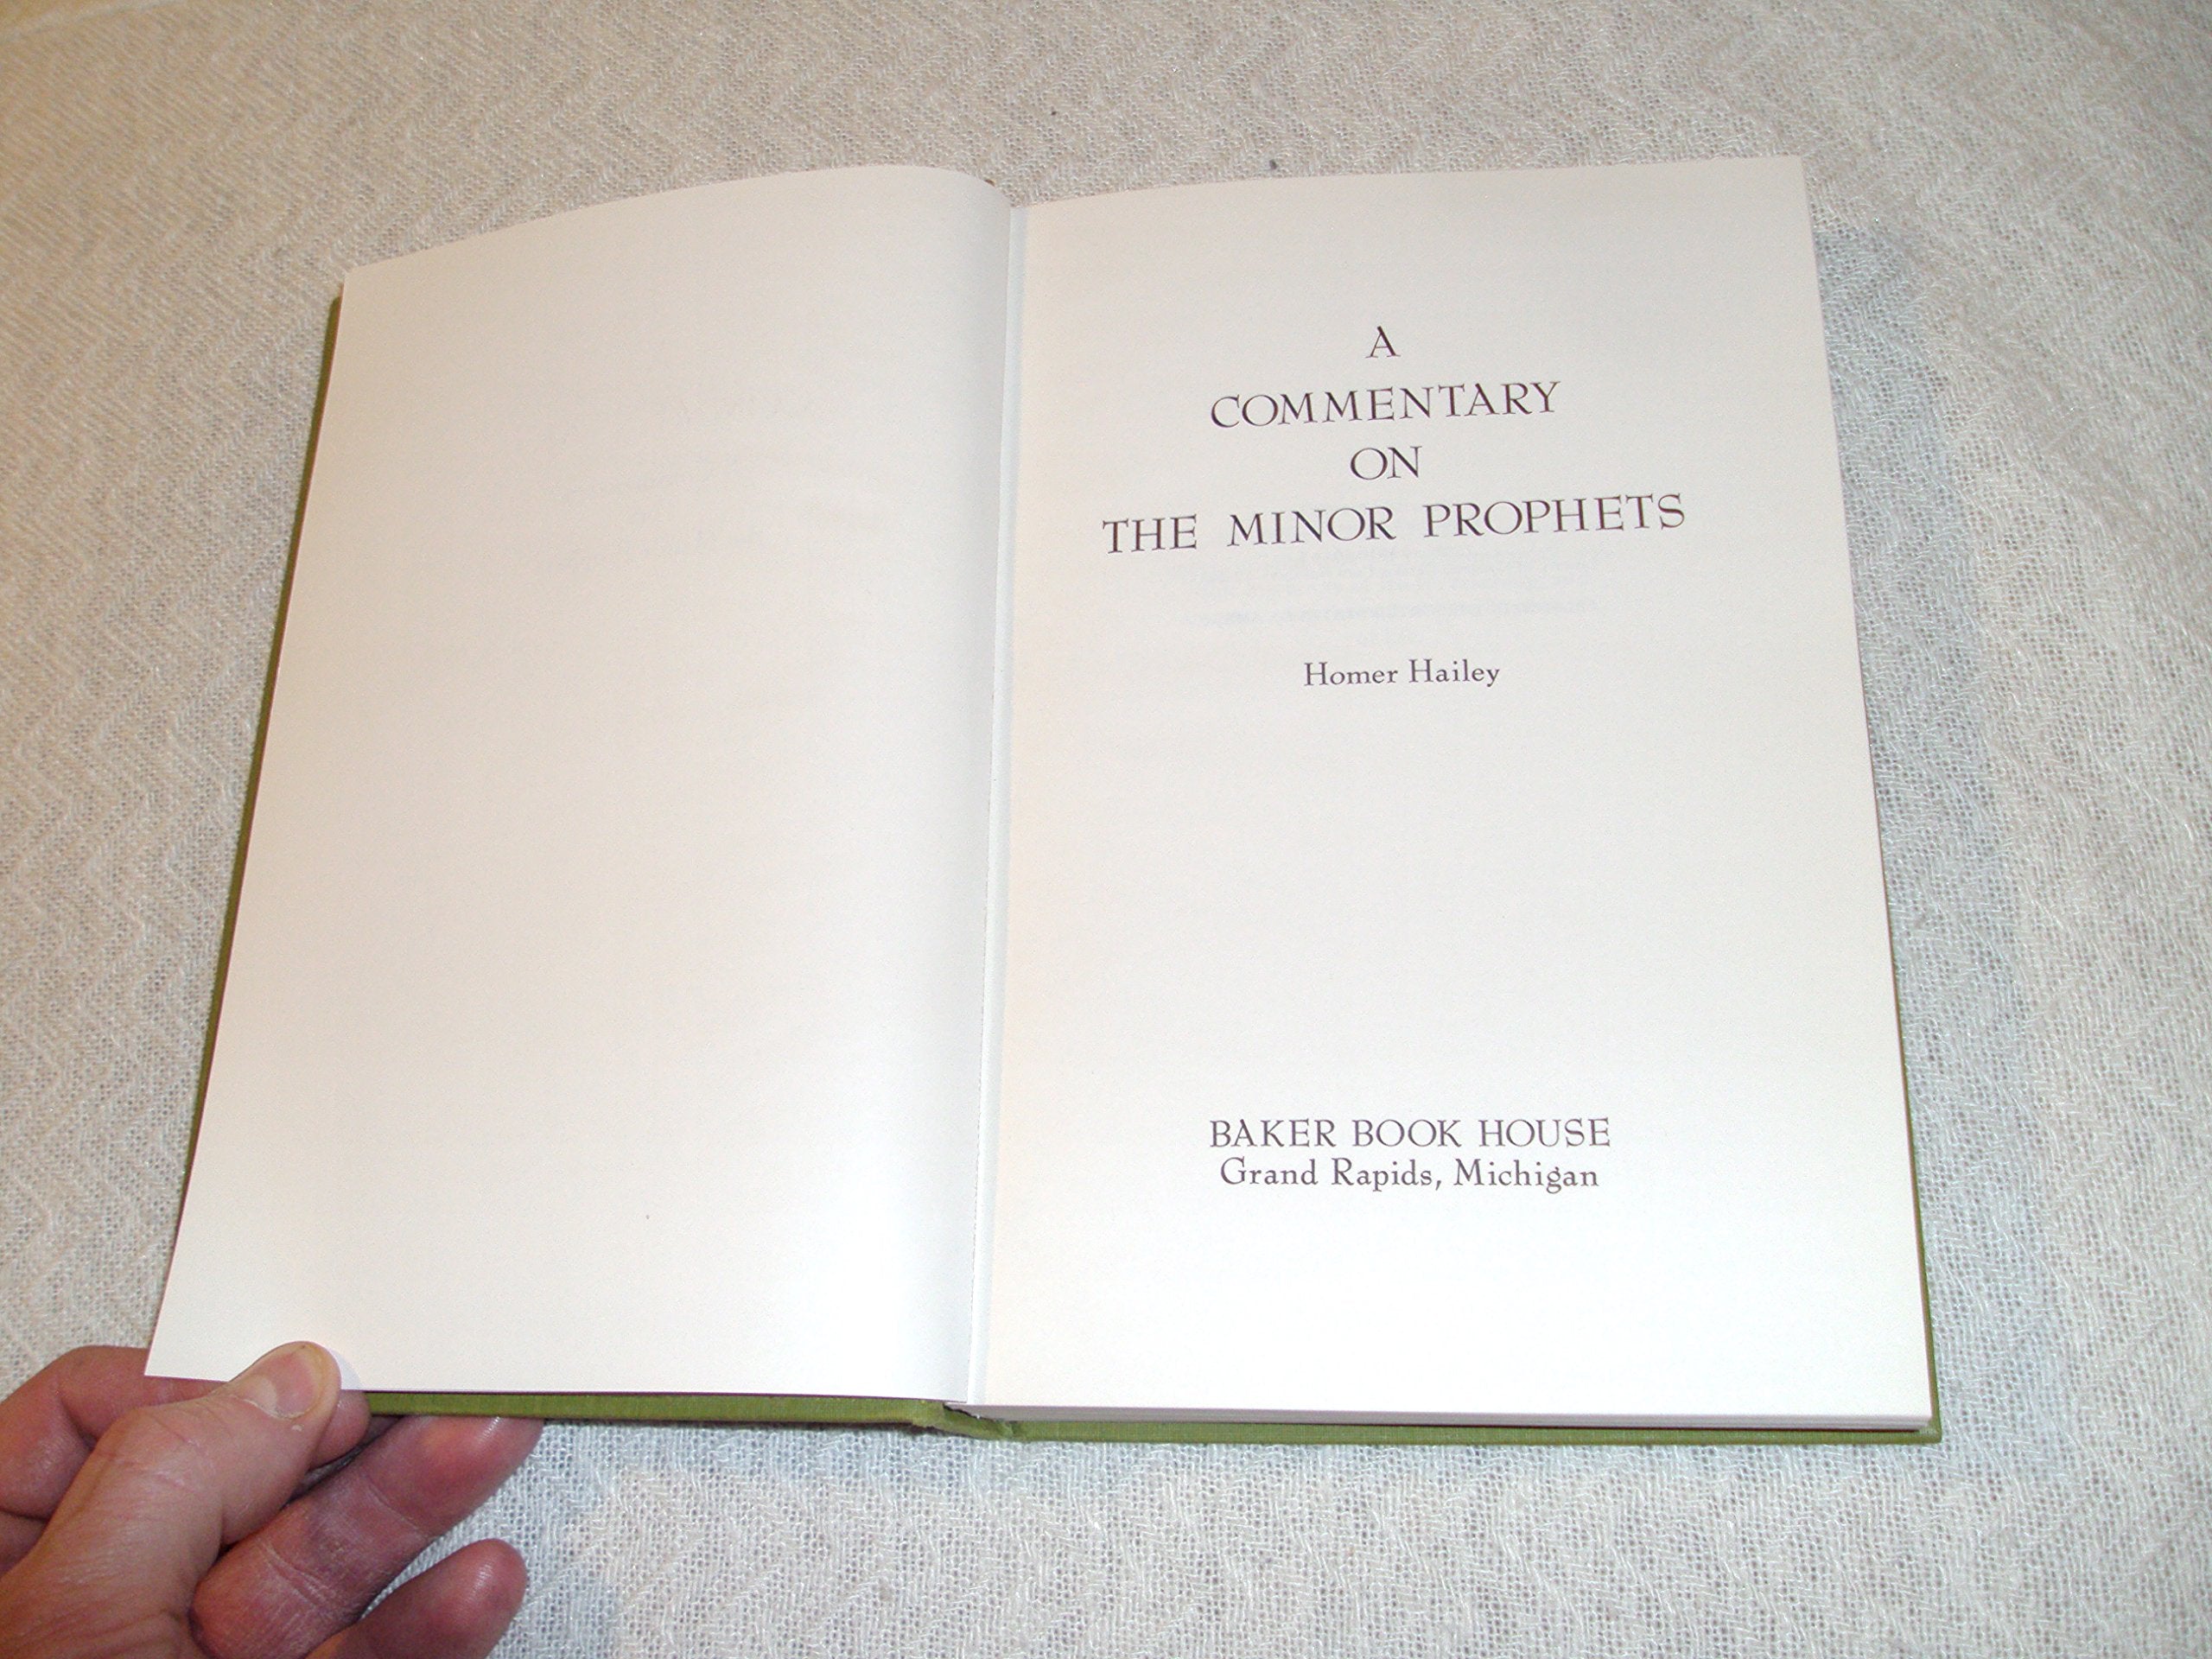 A
COMMENTARY
ON
THE MINOR PROPHETS
Homer Hailey
BAKER BOOK HOUSE
Grand Rapids, Michigan